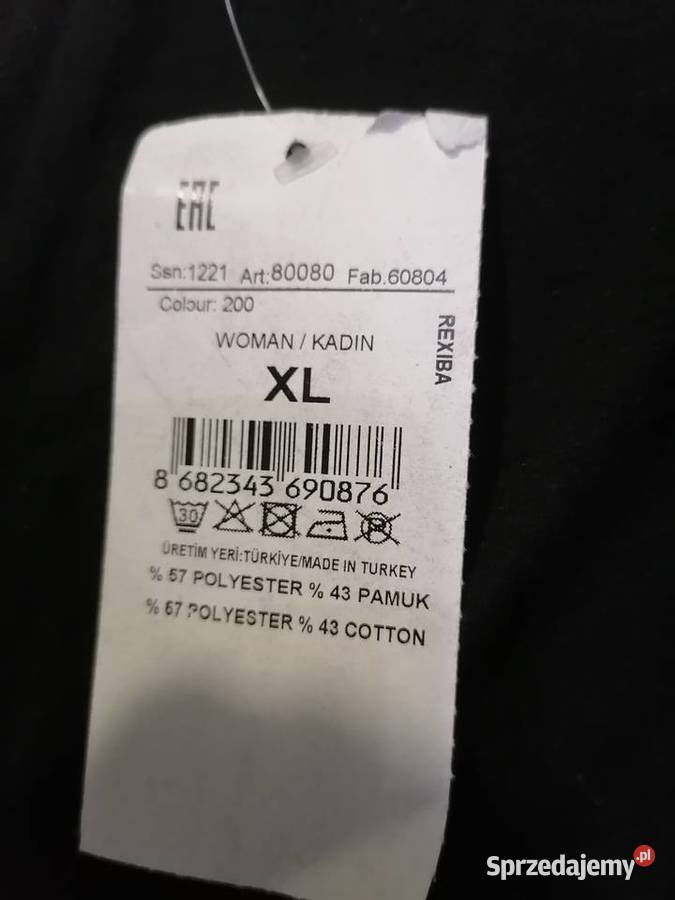 EAC
Ssn:1221 Art:80080 Fab.60804
Colour: 200
WOMAN / KADIN
REXIBA
XL
8 682343 690876
30
P
ÜRETİM YERİ:TÜRKİYE/MADE IN TURKEY
% 57 POLYESTER % 43 PAMUK
% 57 POLYESTER % 43 COTTON
Sprzedajemy.pl